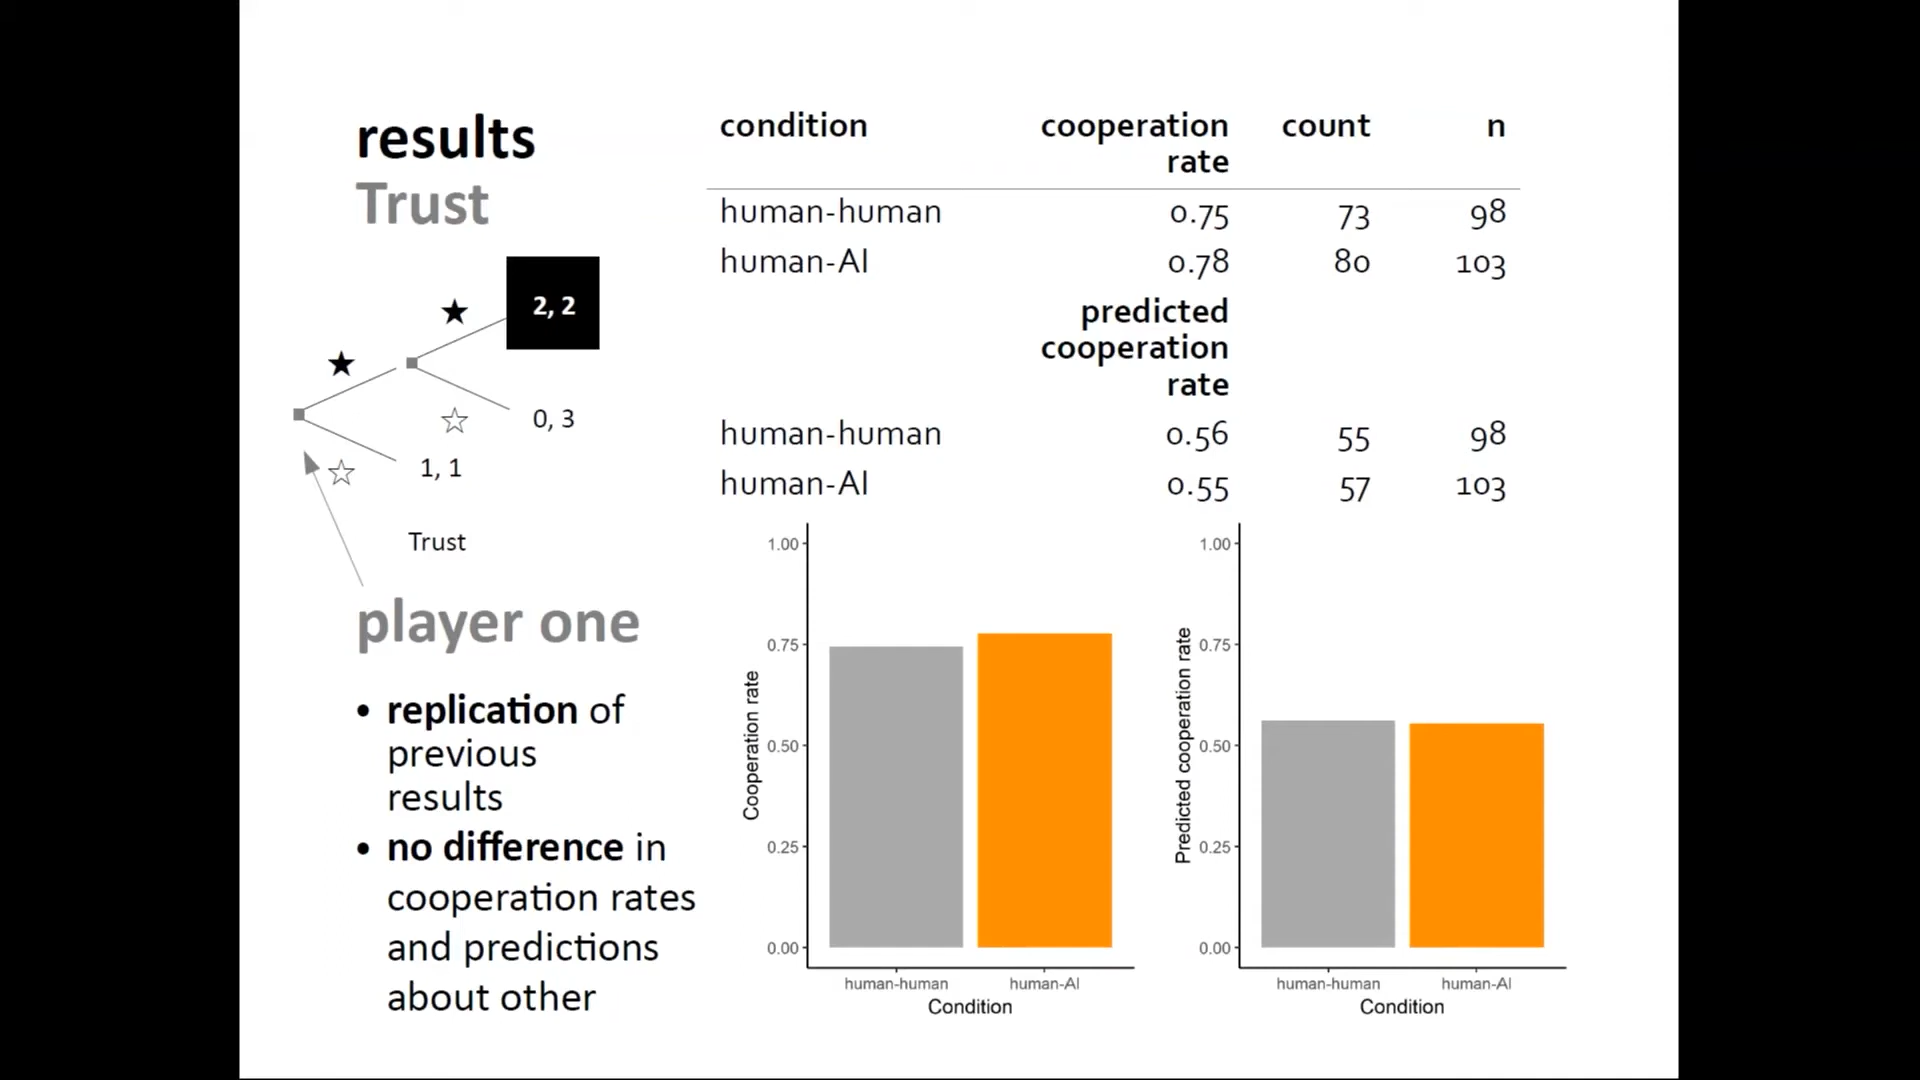 results
Trust
★
2, 2
★
0, 3
☆
1, 1
☆
Trust
player one
• replication of
previous
results
• no difference in
cooperation rates
and predictions
about other
condition cooperation count n
rate
human-human 0.75 73 98
human-AI 0.78 80 103
predicted
cooperation
rate
human-human 0.56 55 98
human-AI 0.55 57 103
Cooperation rate
1.00
0.75
0.50
0.25
0.00
human-human human-AI
Condition
Predicted cooperation rate
1.00
0.75
0.50
0.25
0.00
human-human human-AI
Condition